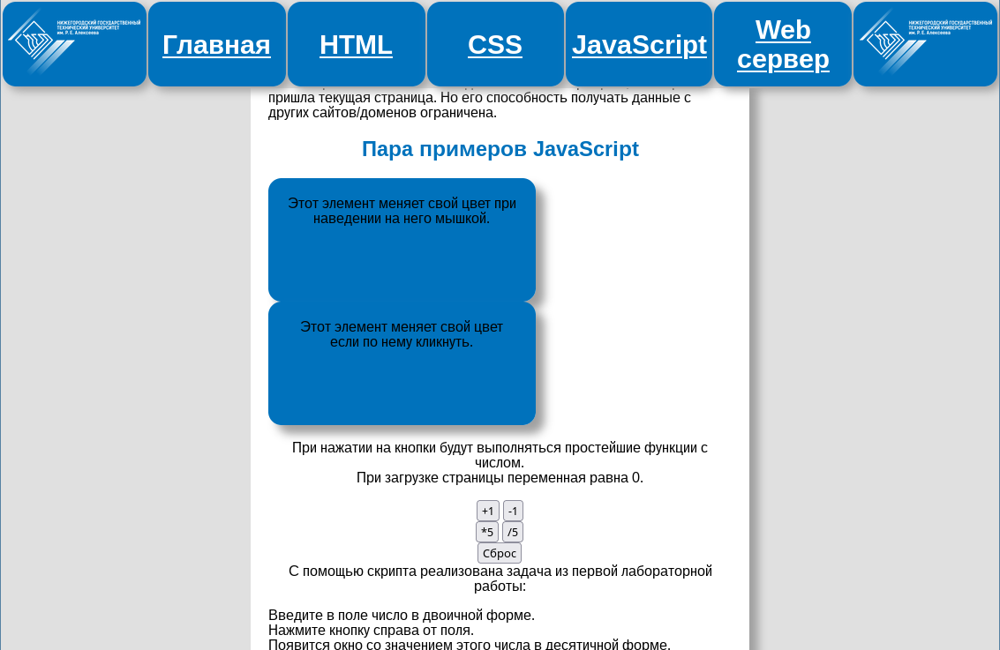 НИЖЕГОРОДСКИЙ ГОСУДАРСТВЕННЫЙ
ТЕХНИЧЕСКИЙ УНИВЕРСИТЕТ
им. Р. Е. Алексеева
Главная
HTML
CSS
JavaScript
Web
сервер
НИЖЕГОРОДСКИЙ ГОСУДАРСТВЕННЫЙ
ТЕХНИЧЕСКИЙ УНИВЕРСИТЕТ
им. Р. Е. Алексеева
пришла текущая страница. Но его способность получать данные с
других сайтов/доменов ограничена.
Пара примеров JavaScript
Этот элемент меняет свой цвет при
наведении на него мышкой.
Этот элемент меняет свой цвет
если по нему кликнуть.
При нажатии на кнопки будут выполняться простейшие функции с
числом.
При загрузке страницы переменная равна 0.
+1 -1
*5 /5
Сброс
С помощью скрипта реализована задача из первой лабораторной
работы:
Введите в поле число в двоичной форме.
Нажмите кнопку справа от поля.
Появится окно со значением этого числа в десятичной форме.